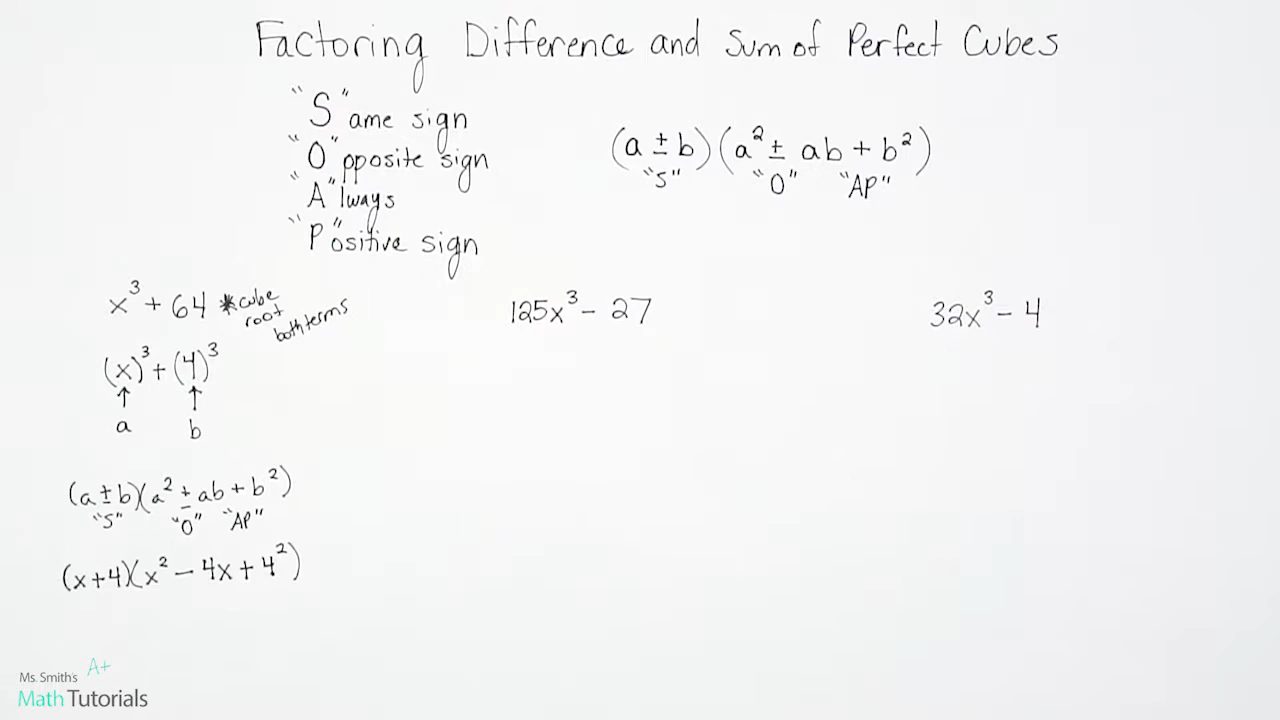 Factoring Difference and Sum of Perfect Cubes
"S"ame sign
"O"pposite sign
"A"lways
"P"ositive sign
(a ± b)(a² ± ab + b²)
"S" "O" "AP"
x³ + 64 *cube root both terms
(x)³ + (4)³
↑ ↑
a b
(a ± b)(a² ± ab + b²)
"S" "O" "AP"
(x+4)(x² − 4x + 4²)
125x³ − 27
32x³ − 4
Ms. Smith's A+
Math Tutorials